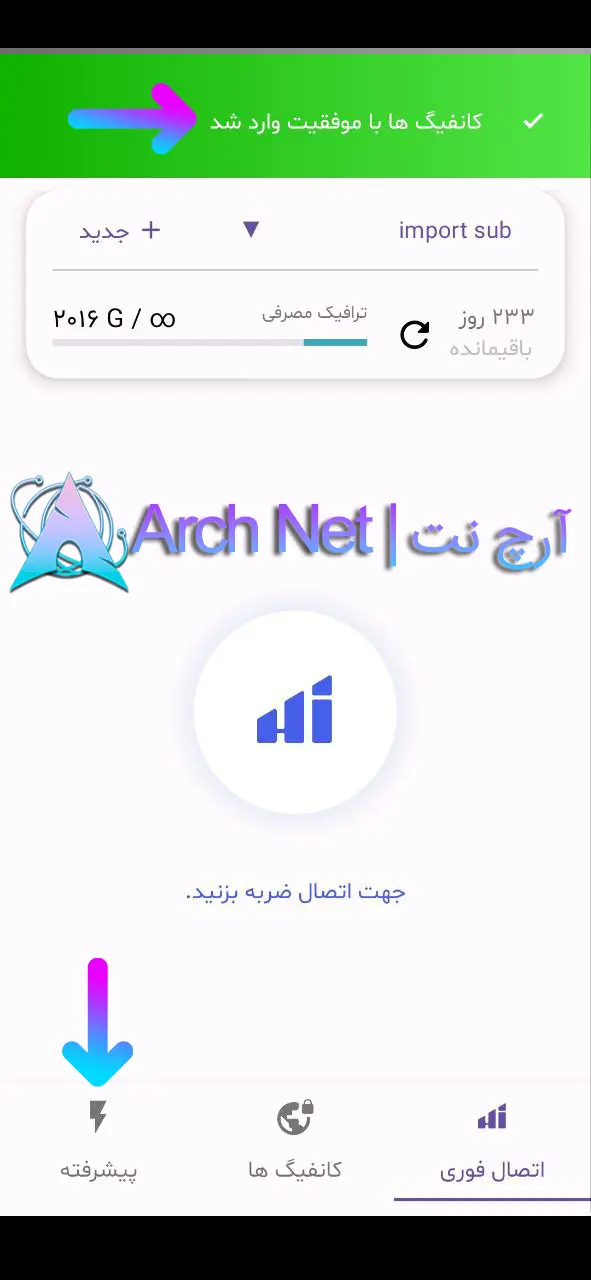 کانفیگ ها با موفقیت وارد شد
import sub
+ جدید
۲۳۳ روز
باقیمانده
ترافیک مصرفی
۲۰۱۶ G / ∞
Arch Net | آرچ نت
جهت اتصال ضربه بزنید.
اتصال فوری
کانفیگ ها
پیشرفته